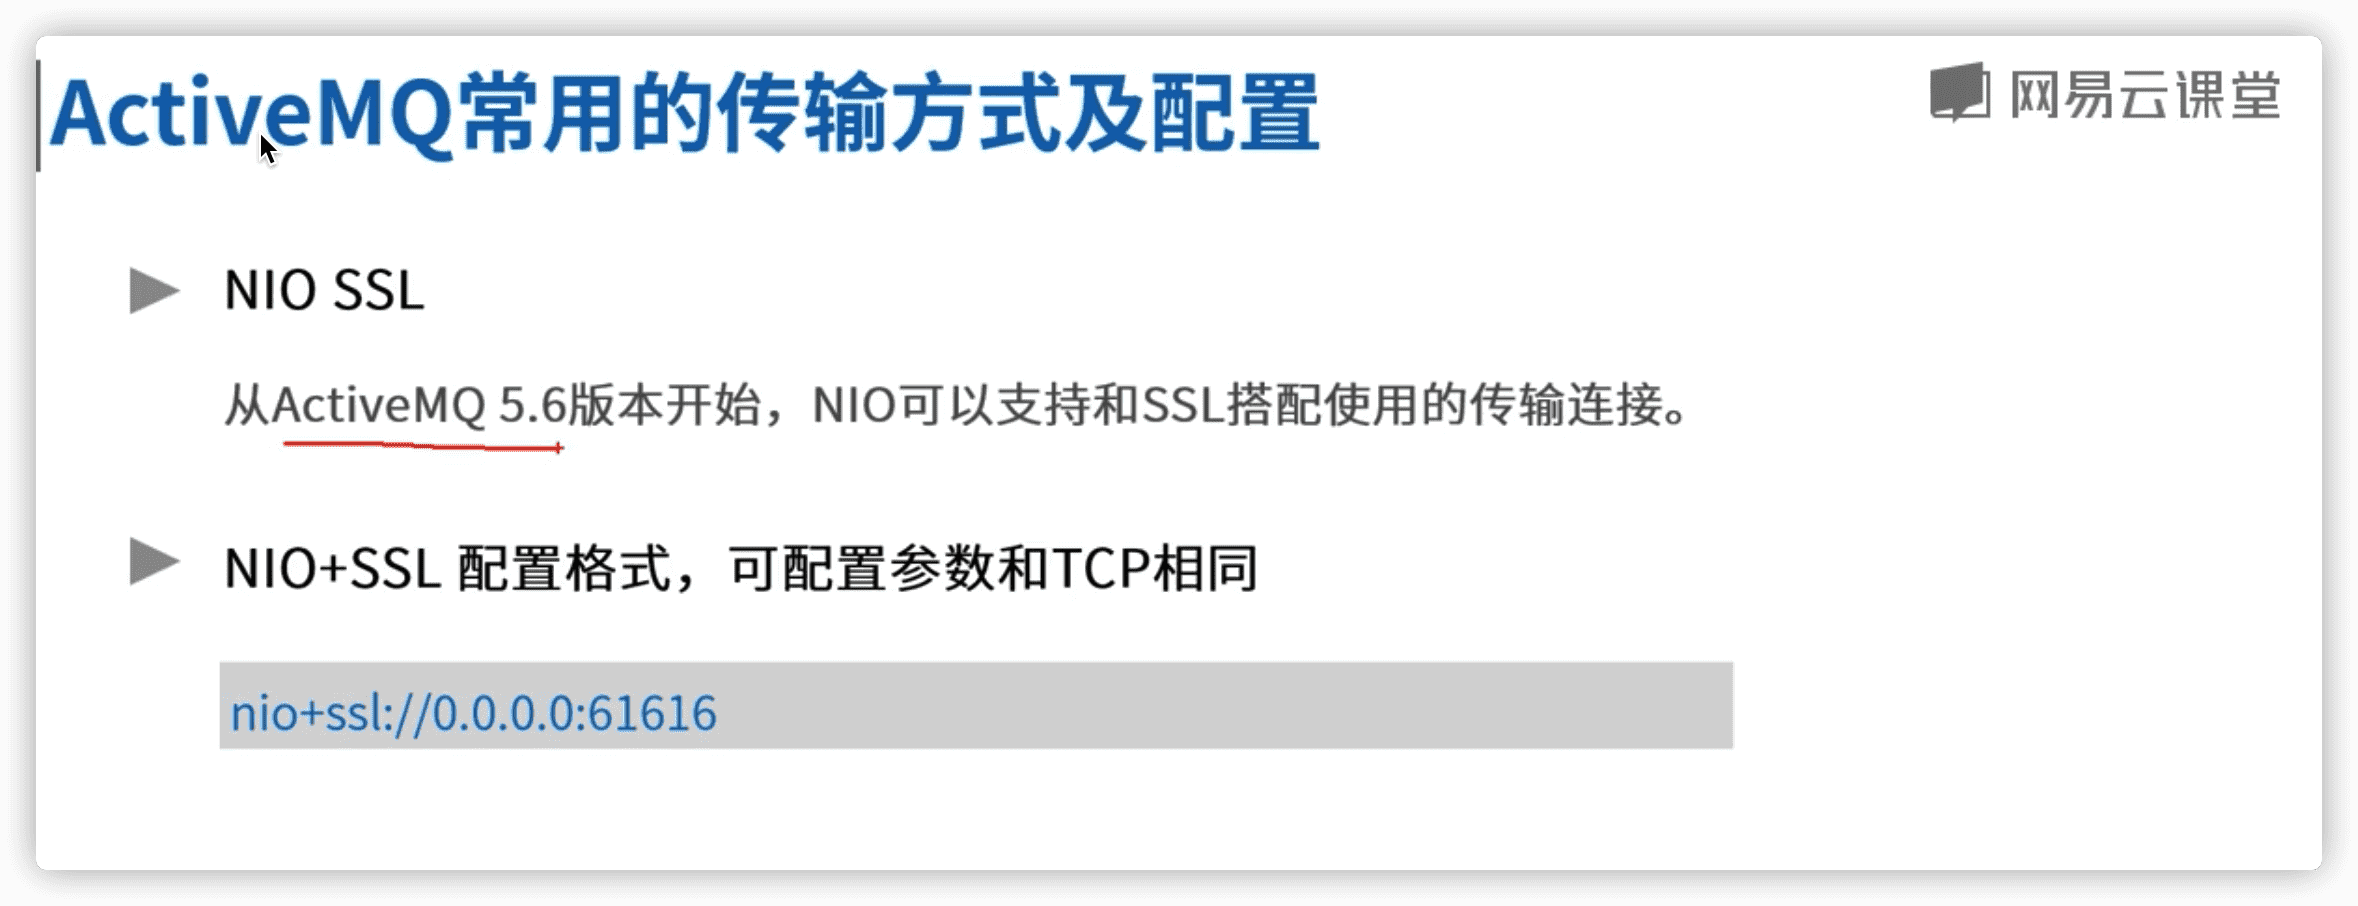 ActiveMQ常用的传输方式及配置
网易云课堂
NIO SSL
从ActiveMQ 5.6版本开始，NIO可以支持和SSL搭配使用的传输连接。
NIO+SSL 配置格式，可配置参数和TCP相同
nio+ssl://0.0.0.0:61616